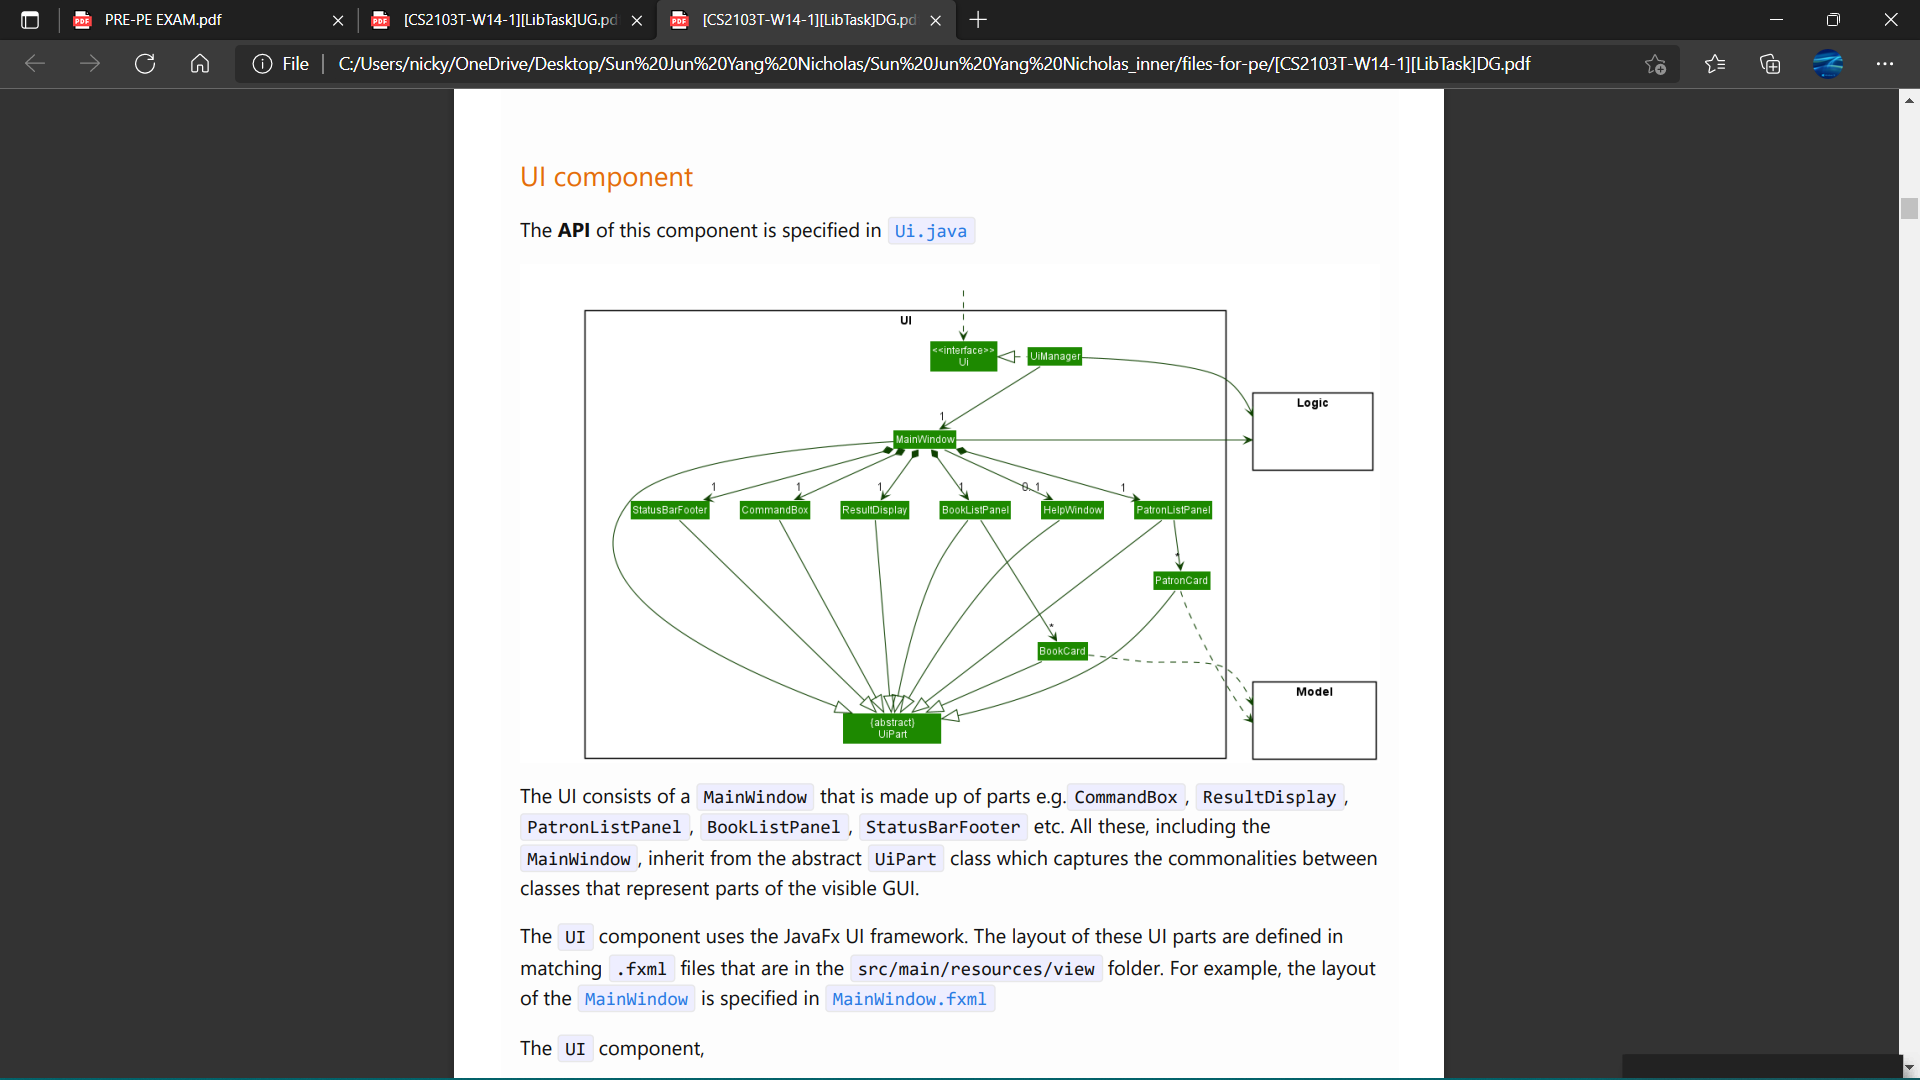 PRE-PE EXAM.pdf
[CS2103T-W14-1][LibTask]UG.pd
[CS2103T-W14-1][LibTask]DG.pd
File
C:/Users/nicky/OneDrive/Desktop/Sun%20Jun%20Yang%20Nicholas/Sun%20Jun%20Yang%20Nicholas_inner/files-for-pe/[CS2103T-W14-1][LibTask]DG.pdf
UI component
The API of this component is specified in Ui.java
UI
<<interface>>
Ui
UiManager
Logic
1
MainWindow
1
1
1
1
0..1
1
StatusBarFooter
CommandBox
ResultDisplay
BookListPanel
HelpWindow
PatronListPanel
*
PatronCard
*
BookCard
Model
{abstract}
UiPart
The UI consists of a MainWindow that is made up of parts e.g. CommandBox , ResultDisplay ,
PatronListPanel , BookListPanel , StatusBarFooter etc. All these, including the
MainWindow , inherit from the abstract UiPart class which captures the commonalities between
classes that represent parts of the visible GUI.
The UI component uses the JavaFx UI framework. The layout of these UI parts are defined in
matching .fxml files that are in the src/main/resources/view folder. For example, the layout
of the MainWindow is specified in MainWindow.fxml
The UI component,